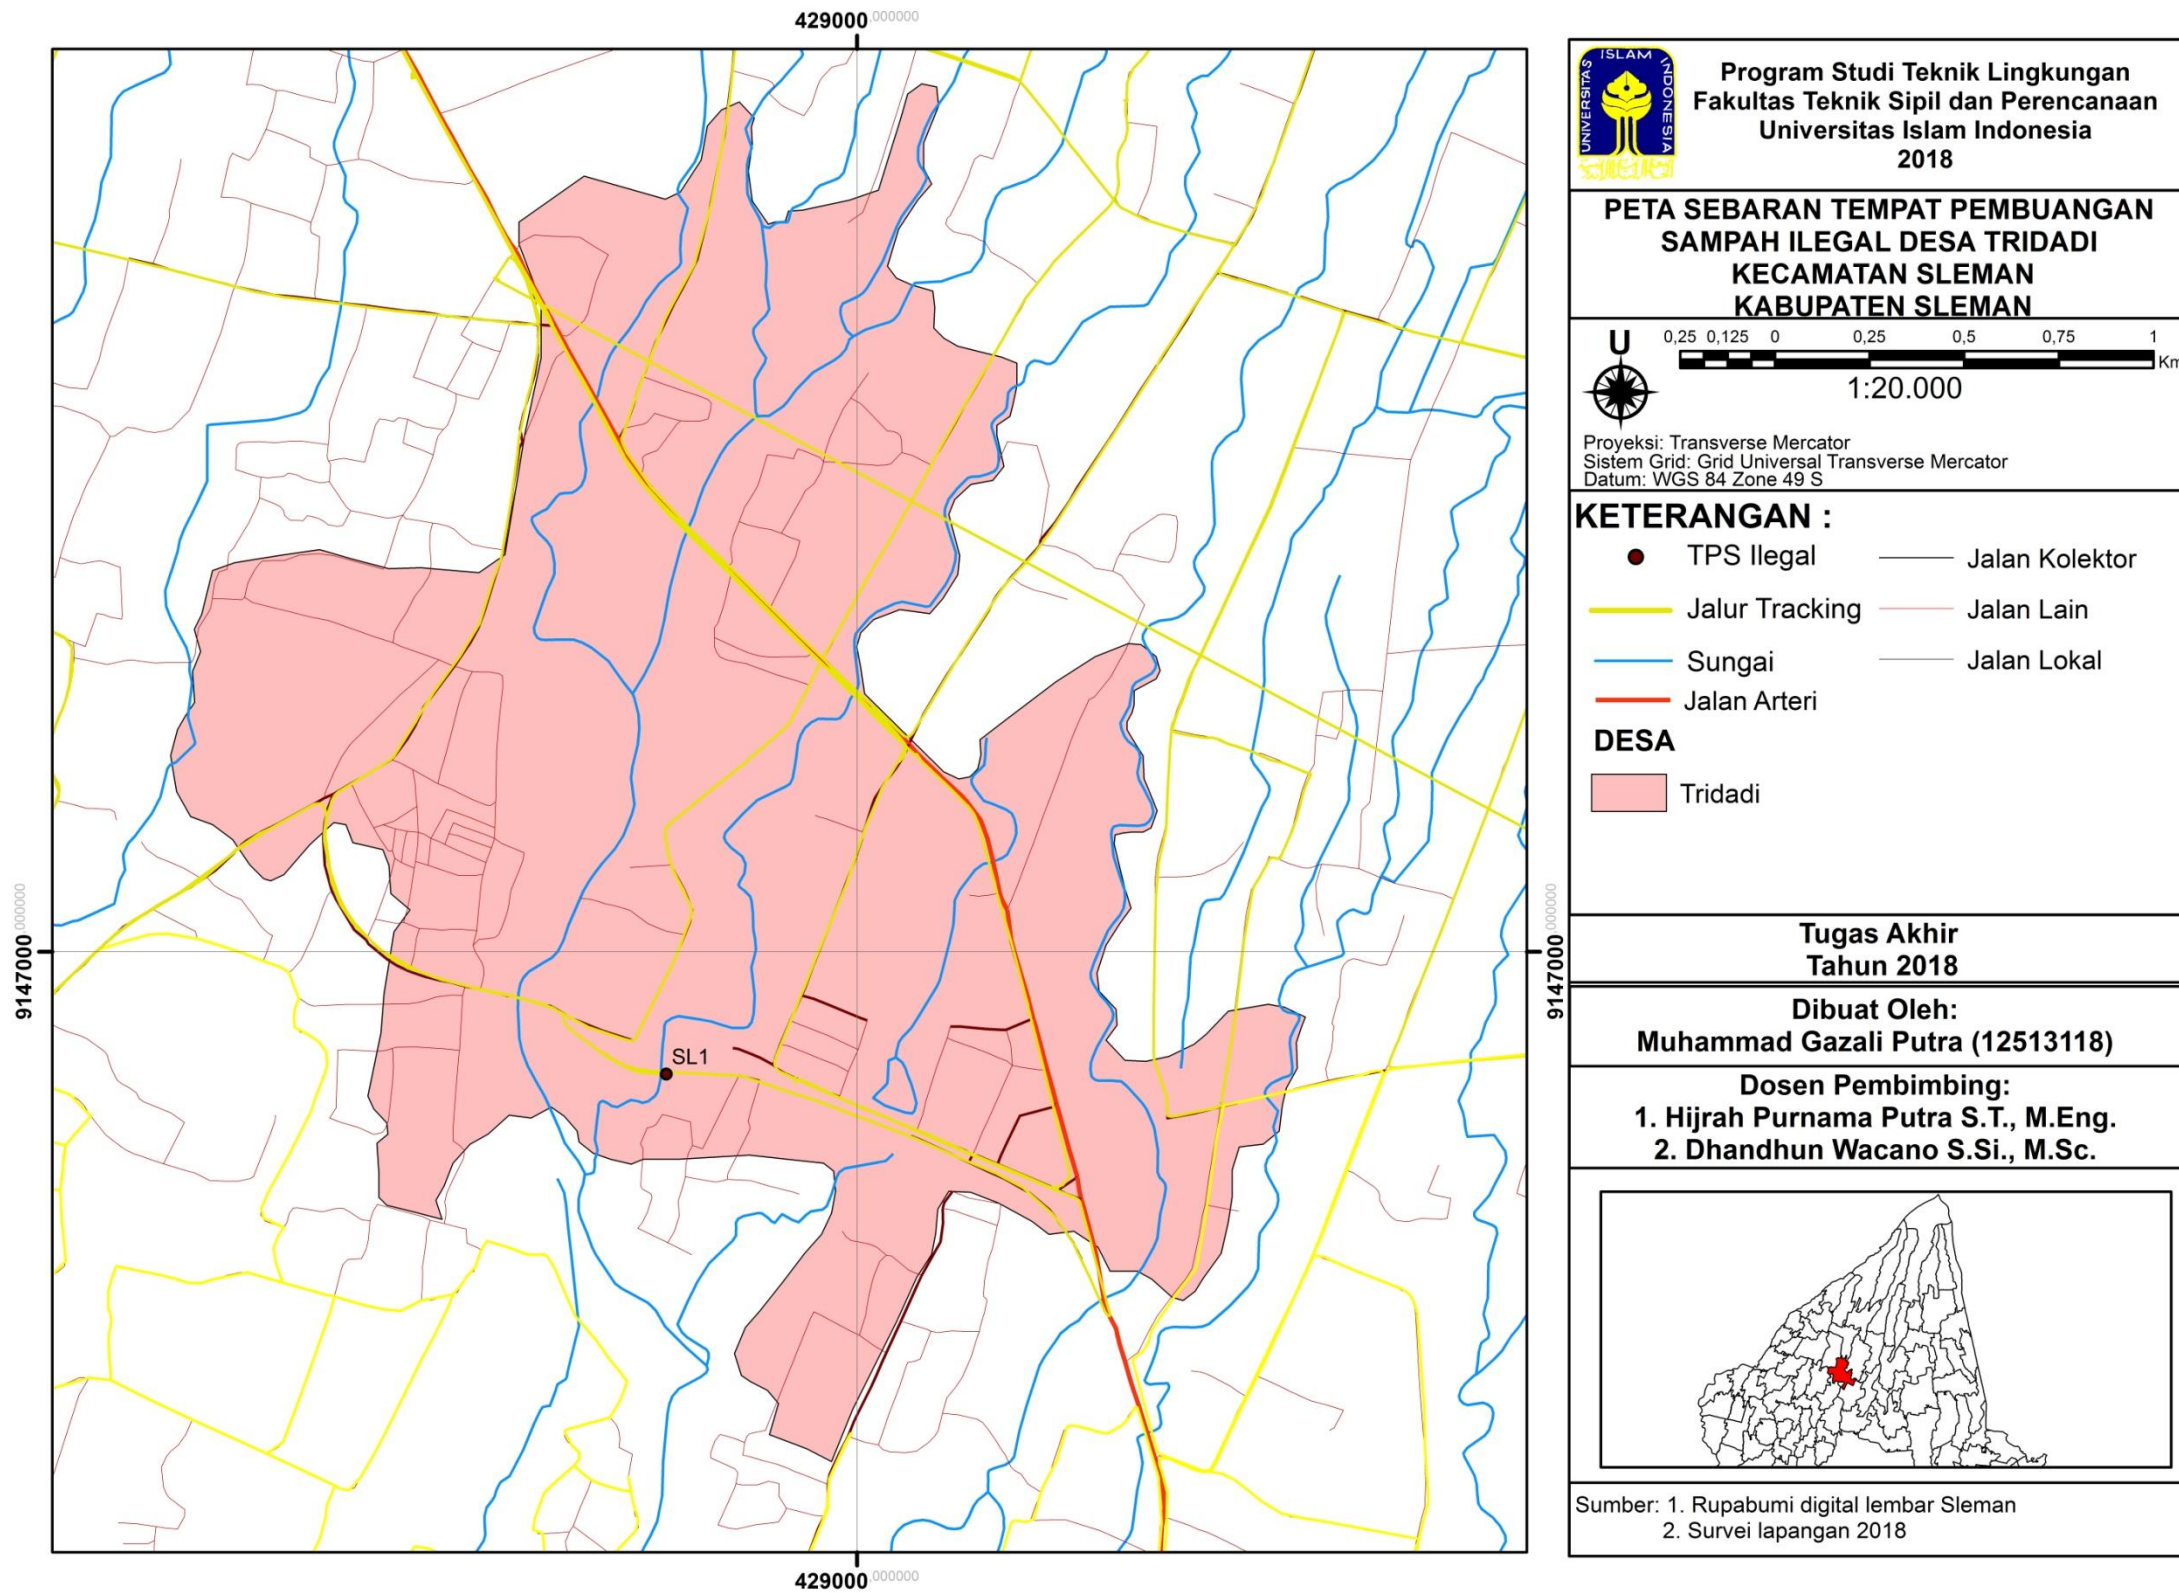 429000,000000
9147000,000000
SL1
9147000,000000
429000,000000
UNIVERSITAS ISLAM INDONESIA
Program Studi Teknik Lingkungan
Fakultas Teknik Sipil dan Perencanaan
Universitas Islam Indonesia
2018
PETA SEBARAN TEMPAT PEMBUANGAN
SAMPAH ILEGAL DESA TRIDADI
KECAMATAN SLEMAN
KABUPATEN SLEMAN
U
0,25 0,125 0 0,25 0,5 0,75 1
Km
1:20.000
Proyeksi: Transverse Mercator
Sistem Grid: Grid Universal Transverse Mercator
Datum: WGS 84 Zone 49 S
KETERANGAN :
TPS Ilegal
Jalan Kolektor
Jalur Tracking
Jalan Lain
Sungai
Jalan Lokal
Jalan Arteri
DESA
Tridadi
Tugas Akhir
Tahun 2018
Dibuat Oleh:
Muhammad Gazali Putra (12513118)
Dosen Pembimbing:
1. Hijrah Purnama Putra S.T., M.Eng.
2. Dhandhun Wacano S.Si., M.Sc.
Sumber: 1. Rupabumi digital lembar Sleman
2. Survei lapangan 2018